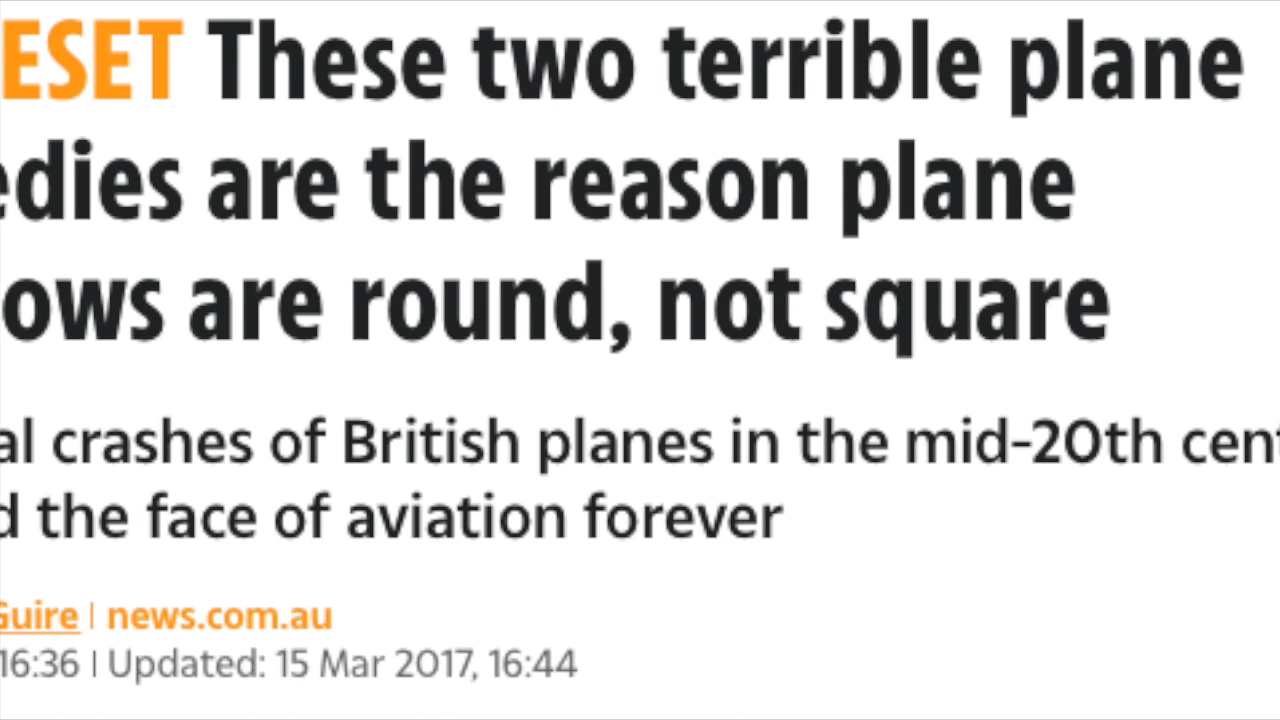 ESET These two terrible plane
edies are the reason plane
ows are round, not square
al crashes of British planes in the mid-20th cent
d the face of aviation forever
Guire | news.com.au
16:36 | Updated: 15 Mar 2017, 16:44